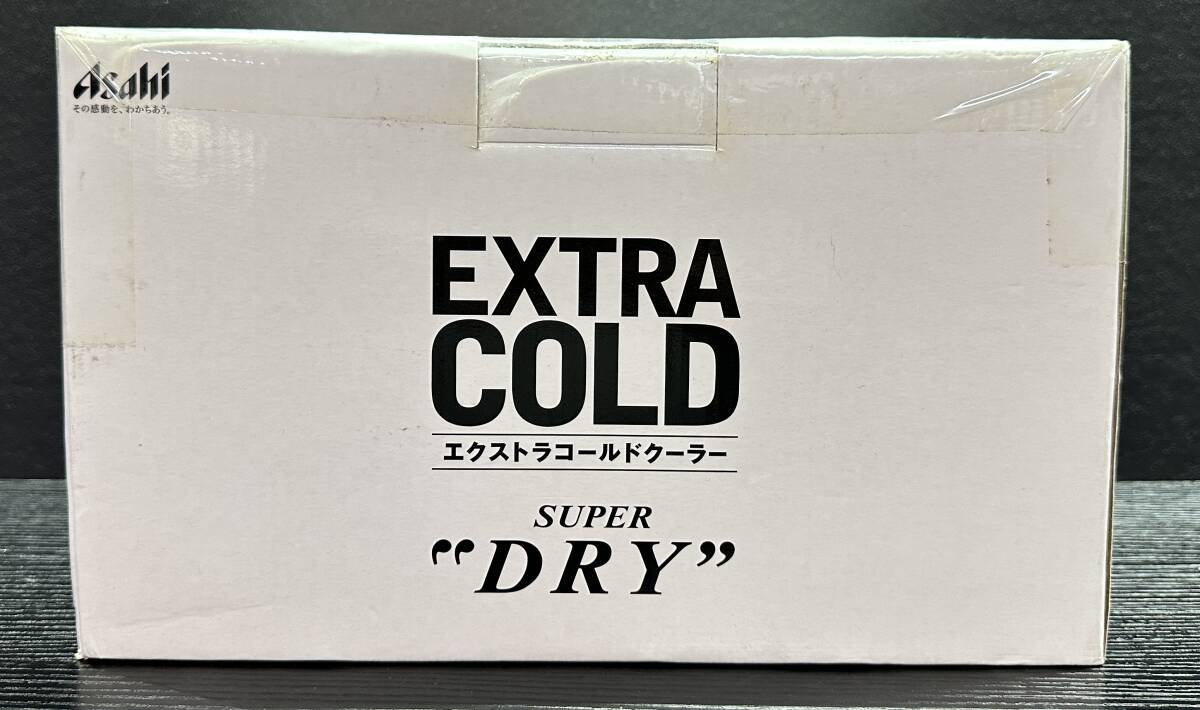 Asahi
その感動を、わかちあう。
EXTRA
COLD
エクストラコールドクーラー
SUPER
“DRY”